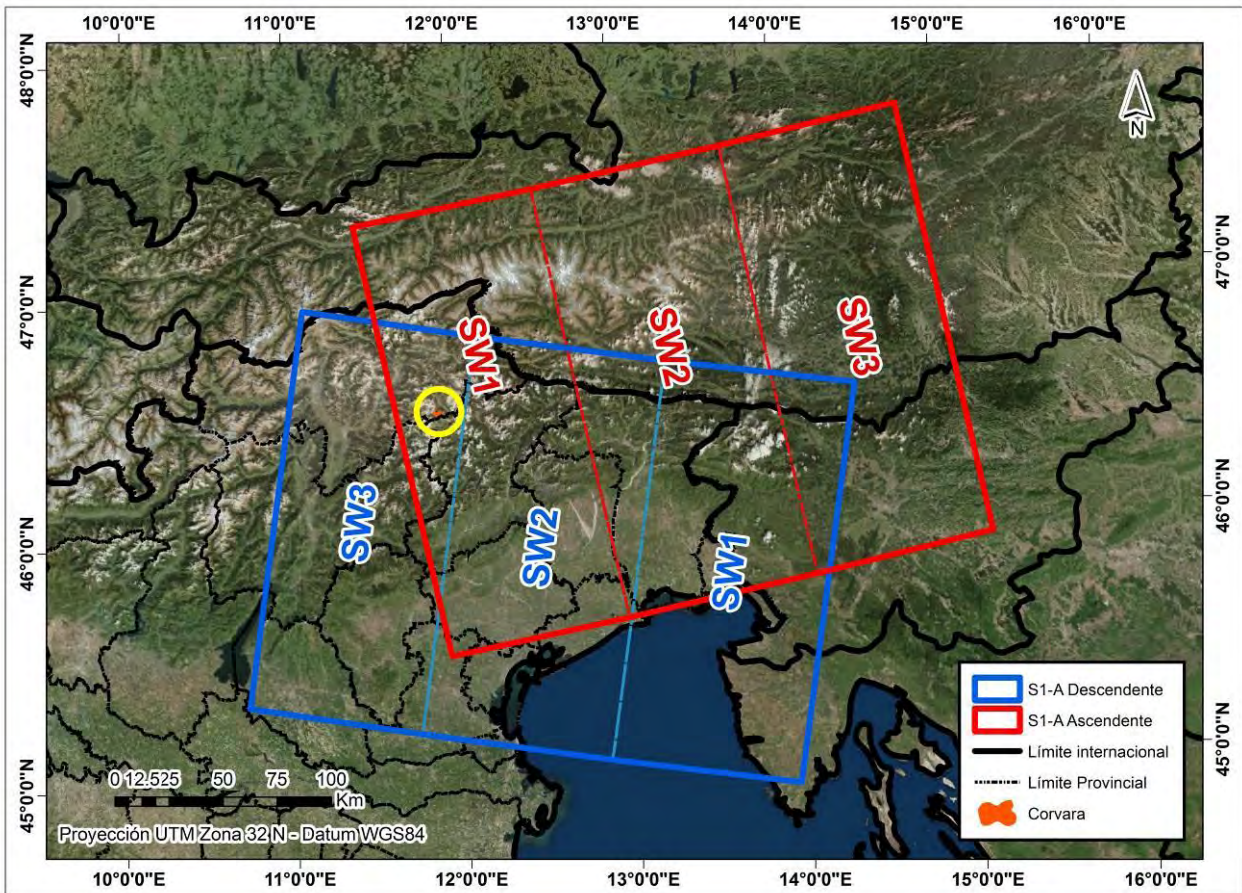 10°0'0"E 11°0'0"E 12°0'0"E 13°0'0"E 14°0'0"E 15°0'0"E 16°0'0"E
48°0'0"N
N
47°0'0"N
47°0'0"N
SW1
SW2
SW3
46°0'0"N
46°0'0"N
SW3
SW2
SW1
45°0'0"N
45°0'0"N
S1-A Descendente
S1-A Ascendente
Límite internacional
Límite Provincial
Corvara
0 12.525 50 75 100
Km
Proyección UTM Zona 32 N - Datum WGS84
10°0'0"E 11°0'0"E 12°0'0"E 13°0'0"E 14°0'0"E 15°0'0"E 16°0'0"E